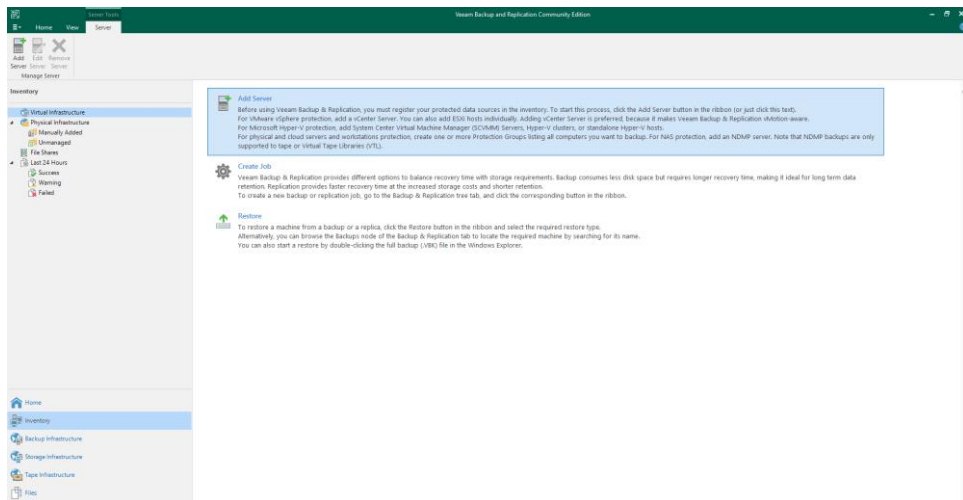 Server Tools
Veeam Backup and Replication Community Edition
Home View Server
Add Server
Edit Server
Remove Server
Manage Server
Inventory
Virtual Infrastructure
Physical Infrastructure
Manually Added
Unmanaged
File Shares
Last 24 Hours
Success
Warning
Failed
Add Server
Before using Veeam Backup & Replication, you must register your protected data sources in the inventory. To start this process, click the Add Server button in the ribbon (or just click this text).
For VMware vSphere protection, add a vCenter Server. You can also add ESXi hosts individually. Adding vCenter Server is preferred, because it makes Veeam Backup & Replication vMotion-aware.
For Microsoft Hyper-V protection, add System Center Virtual Machine Manager (SCVMM) Servers, Hyper-V clusters, or standalone Hyper-V hosts.
For physical and cloud servers and workstations protection, create one or more Protection Groups listing all computers you want to backup. For NAS protection, add an NDMP server. Note that NDMP backups are only
supported to tape or Virtual Tape Libraries (VTL).
Create Job
Veeam Backup & Replication provides different options to balance recovery time with storage requirements. Backup consumes less disk space but requires longer recovery time, making it ideal for long term data
retention. Replication provides faster recovery time at the increased storage costs and shorter retention.
To create a new backup or replication job, go to the Backup & Replication tree tab, and click the corresponding button in the ribbon.
Restore
To restore a machine from a backup or a replica, click the Restore button in the ribbon and select the required restore type.
Alternatively, you can browse the Backups node of the Backup & Replication tab to locate the required machine by searching for its name.
You can also start a restore by double-clicking the full backup (.VBK) file in the Windows Explorer.
Home
Inventory
Backup Infrastructure
Storage Infrastructure
Tape Infrastructure
Files